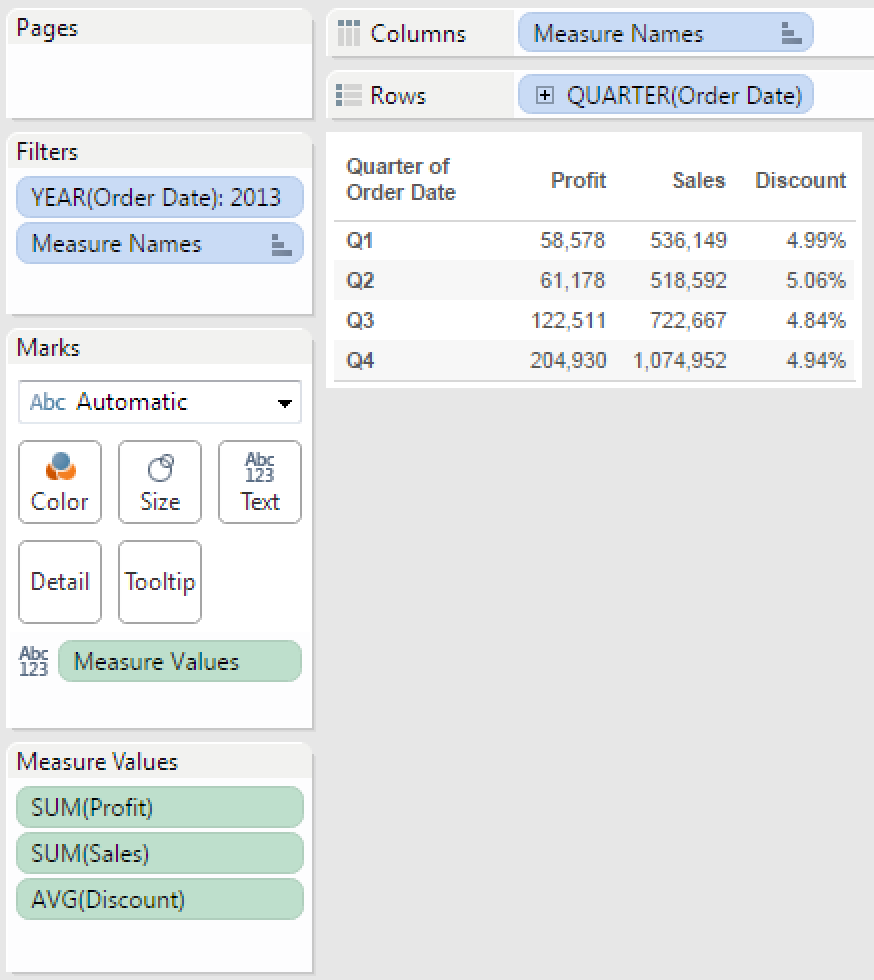 Pages
Filters
YEAR(Order Date): 2013
Measure Names
Marks
Abc Automatic
Color
Size
Abc
123
Text
Detail
Tooltip
Abc
123
Measure Values
Measure Values
SUM(Profit)
SUM(Sales)
AVG(Discount)
Columns Measure Names
Rows QUARTER(Order Date)
Quarter of
Order Date Profit Sales Discount
Q1 58,578 536,149 4.99%
Q2 61,178 518,592 5.06%
Q3 122,511 722,667 4.84%
Q4 204,930 1,074,952 4.94%